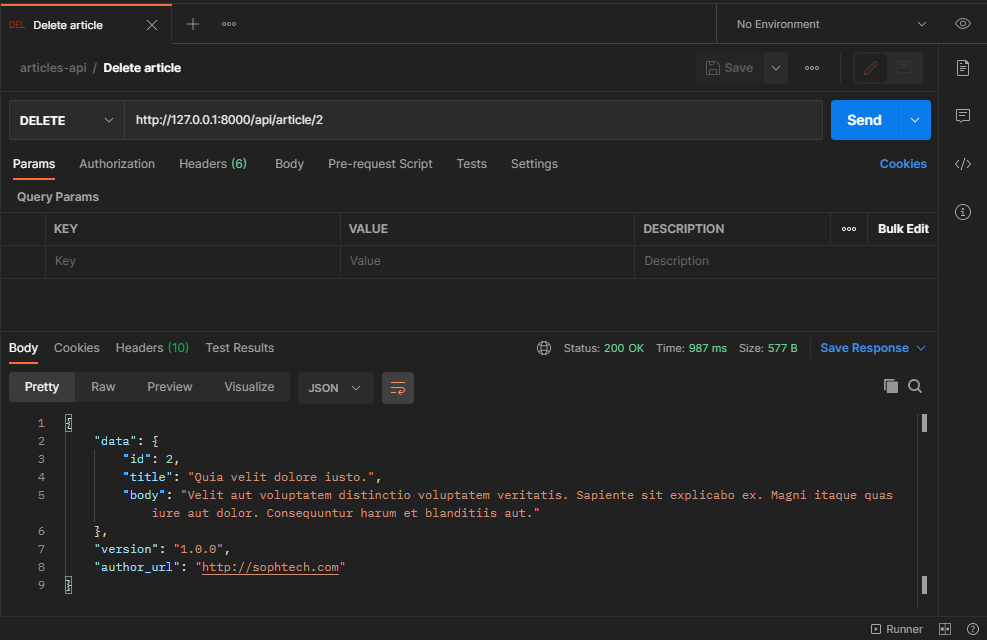 DEL Delete article
No Environment
articles-api / Delete article
Save
DELETE http://127.0.0.1:8000/api/article/2 Send
Params Authorization Headers (6) Body Pre-request Script Tests Settings Cookies
Query Params
KEY VALUE DESCRIPTION Bulk Edit
Key Value Description
Body Cookies Headers (10) Test Results Status: 200 OK Time: 987 ms Size: 577 B Save Response
Pretty Raw Preview Visualize JSON
1 {
2 "data": {
3 "id": 2,
4 "title": "Quia velit dolore iusto.",
5 "body": "Velit aut voluptatem distinctio voluptatem veritatis. Sapiente sit explicabo ex. Magni itaque quas
iure aut dolor. Consequuntur harum et blanditiis aut."
6 },
7 "version": "1.0.0",
8 "author_url": "http://sophtech.com"
9 }
Runner